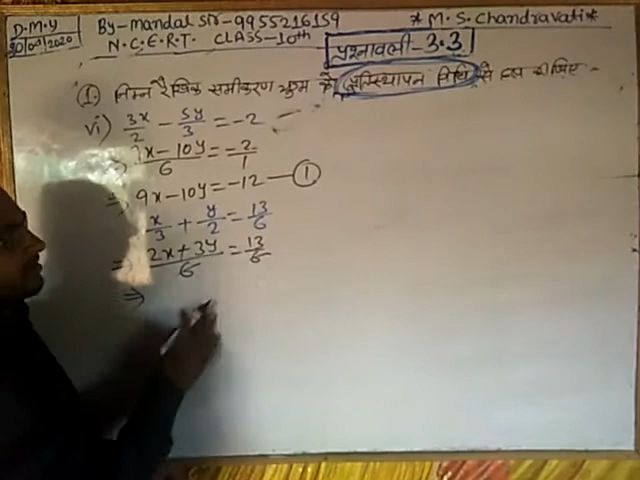 D.M.Y By-Mandal Sir-9955216159 *M.S. Chandravati*
30/08/2020 N.C.E.R.T. CLASS-10th प्रश्नावली-3.3
①. निम्न रैखिक समीकरण युग्म को प्रतिस्थापन विधि से हल कीजिए -
vi) 3x/2 - 5y/3 = -2
⇒ 9x-10y/6 = -2/1
⇒ 9x-10y = -12 — ①
x/3 + y/2 = 13/6
⇒ 2x+3y/6 = 13/6
⇒